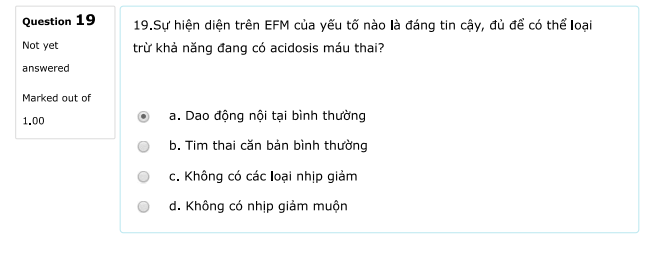 Question 19
Not yet
answered
Marked out of
1.00
19.Sự hiện diện trên EFM của yếu tố nào là đáng tin cậy, đủ để có thể loại
trừ khả năng đang có acidosis máu thai?
a. Dao động nội tại bình thường
b. Tim thai căn bản bình thường
c. Không có các loại nhịp giảm
d. Không có nhịp giảm muộn